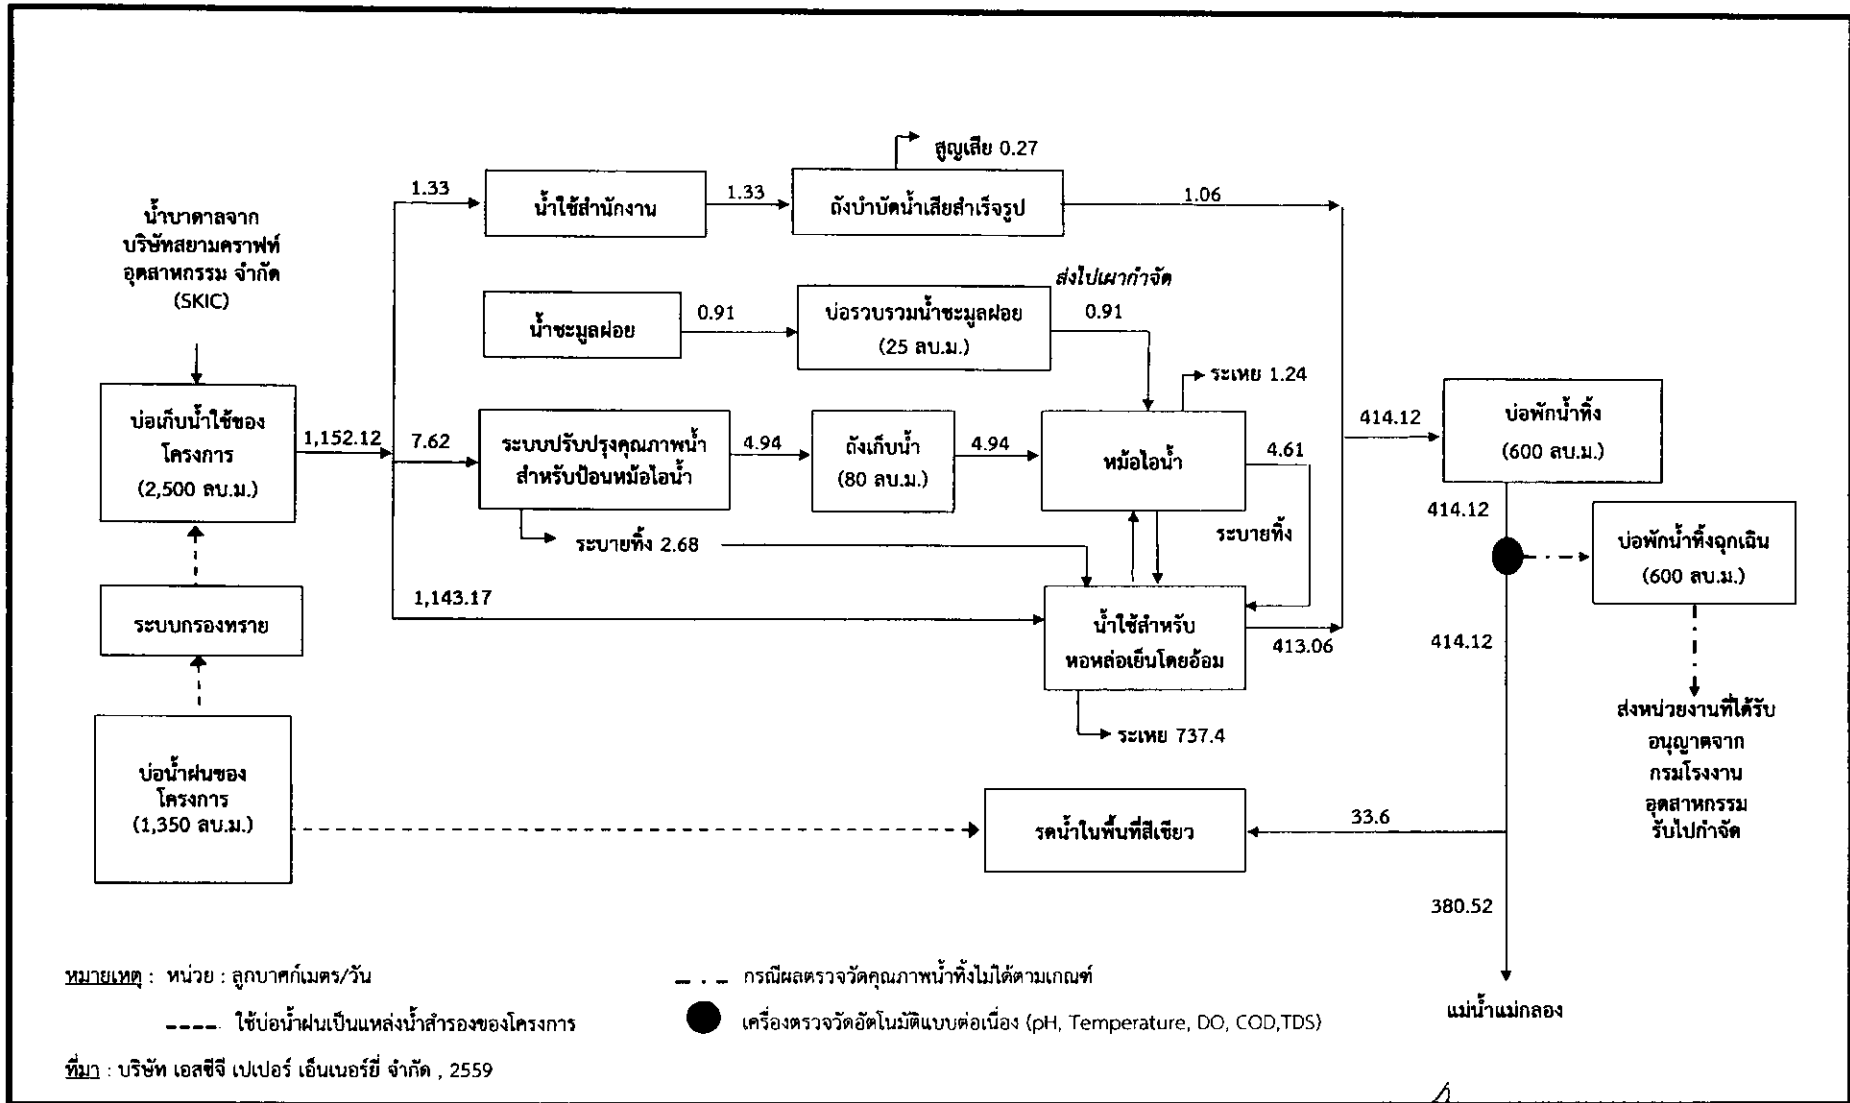 สูญเสีย 0.27
น้ำบาดาลจาก
บริษัทสยามคราฟท์
อุตสาหกรรม จำกัด
(SKIC)
1.33
น้ำใช้สำนักงาน
1.33
ถังบำบัดน้ำเสียสำเร็จรูป
1.06
ส่งไปเผากำจัด
น้ำชะมูลฝอย
0.91
บ่อรวบรวมน้ำชะมูลฝอย
(25 ลบ.ม.)
0.91
ระเหย 1.24
บ่อเก็บน้ำใช้ของ
โครงการ
(2,500 ลบ.ม.)
1,152.12
7.62
ระบบปรับปรุงคุณภาพน้ำ
สำหรับป้อนหม้อไอน้ำ
4.94
ถังเก็บน้ำ
(80 ลบ.ม.)
4.94
หม้อไอน้ำ
4.61
414.12
บ่อพักน้ำทิ้ง
(600 ลบ.ม.)
ระบายทิ้ง 2.68
ระบายทิ้ง
414.12
บ่อพักน้ำทิ้งฉุกเฉิน
(600 ลบ.ม.)
ระบบกรองทราย
1,143.17
น้ำใช้สำหรับ
หอหล่อเย็นโดยอ้อม
413.06
414.12
ระเหย 737.4
ส่งหน่วยงานที่ได้รับ
อนุญาตจาก
กรมโรงงาน
อุตสาหกรรม
รับไปกำจัด
บ่อน้ำฝนของ
โครงการ
(1,350 ลบ.ม.)
รดน้ำในพื้นที่สีเขียว
33.6
380.52
แม่น้ำแม่กลอง
หมายเหตุ : หน่วย : ลูกบาศก์เมตร/วัน
กรณีผลตรวจวัดคุณภาพน้ำทิ้งไม่ได้ตามเกณฑ์
ใช้บ่อน้ำฝนเป็นแหล่งน้ำสำรองของโครงการ
เครื่องตรวจวัดอัตโนมัติแบบต่อเนื่อง (pH, Temperature, DO, COD,TDS)
ที่มา : บริษัท เอสซีจี เปเปอร์ เอ็นเนอร์ยี่ จำกัด , 2559